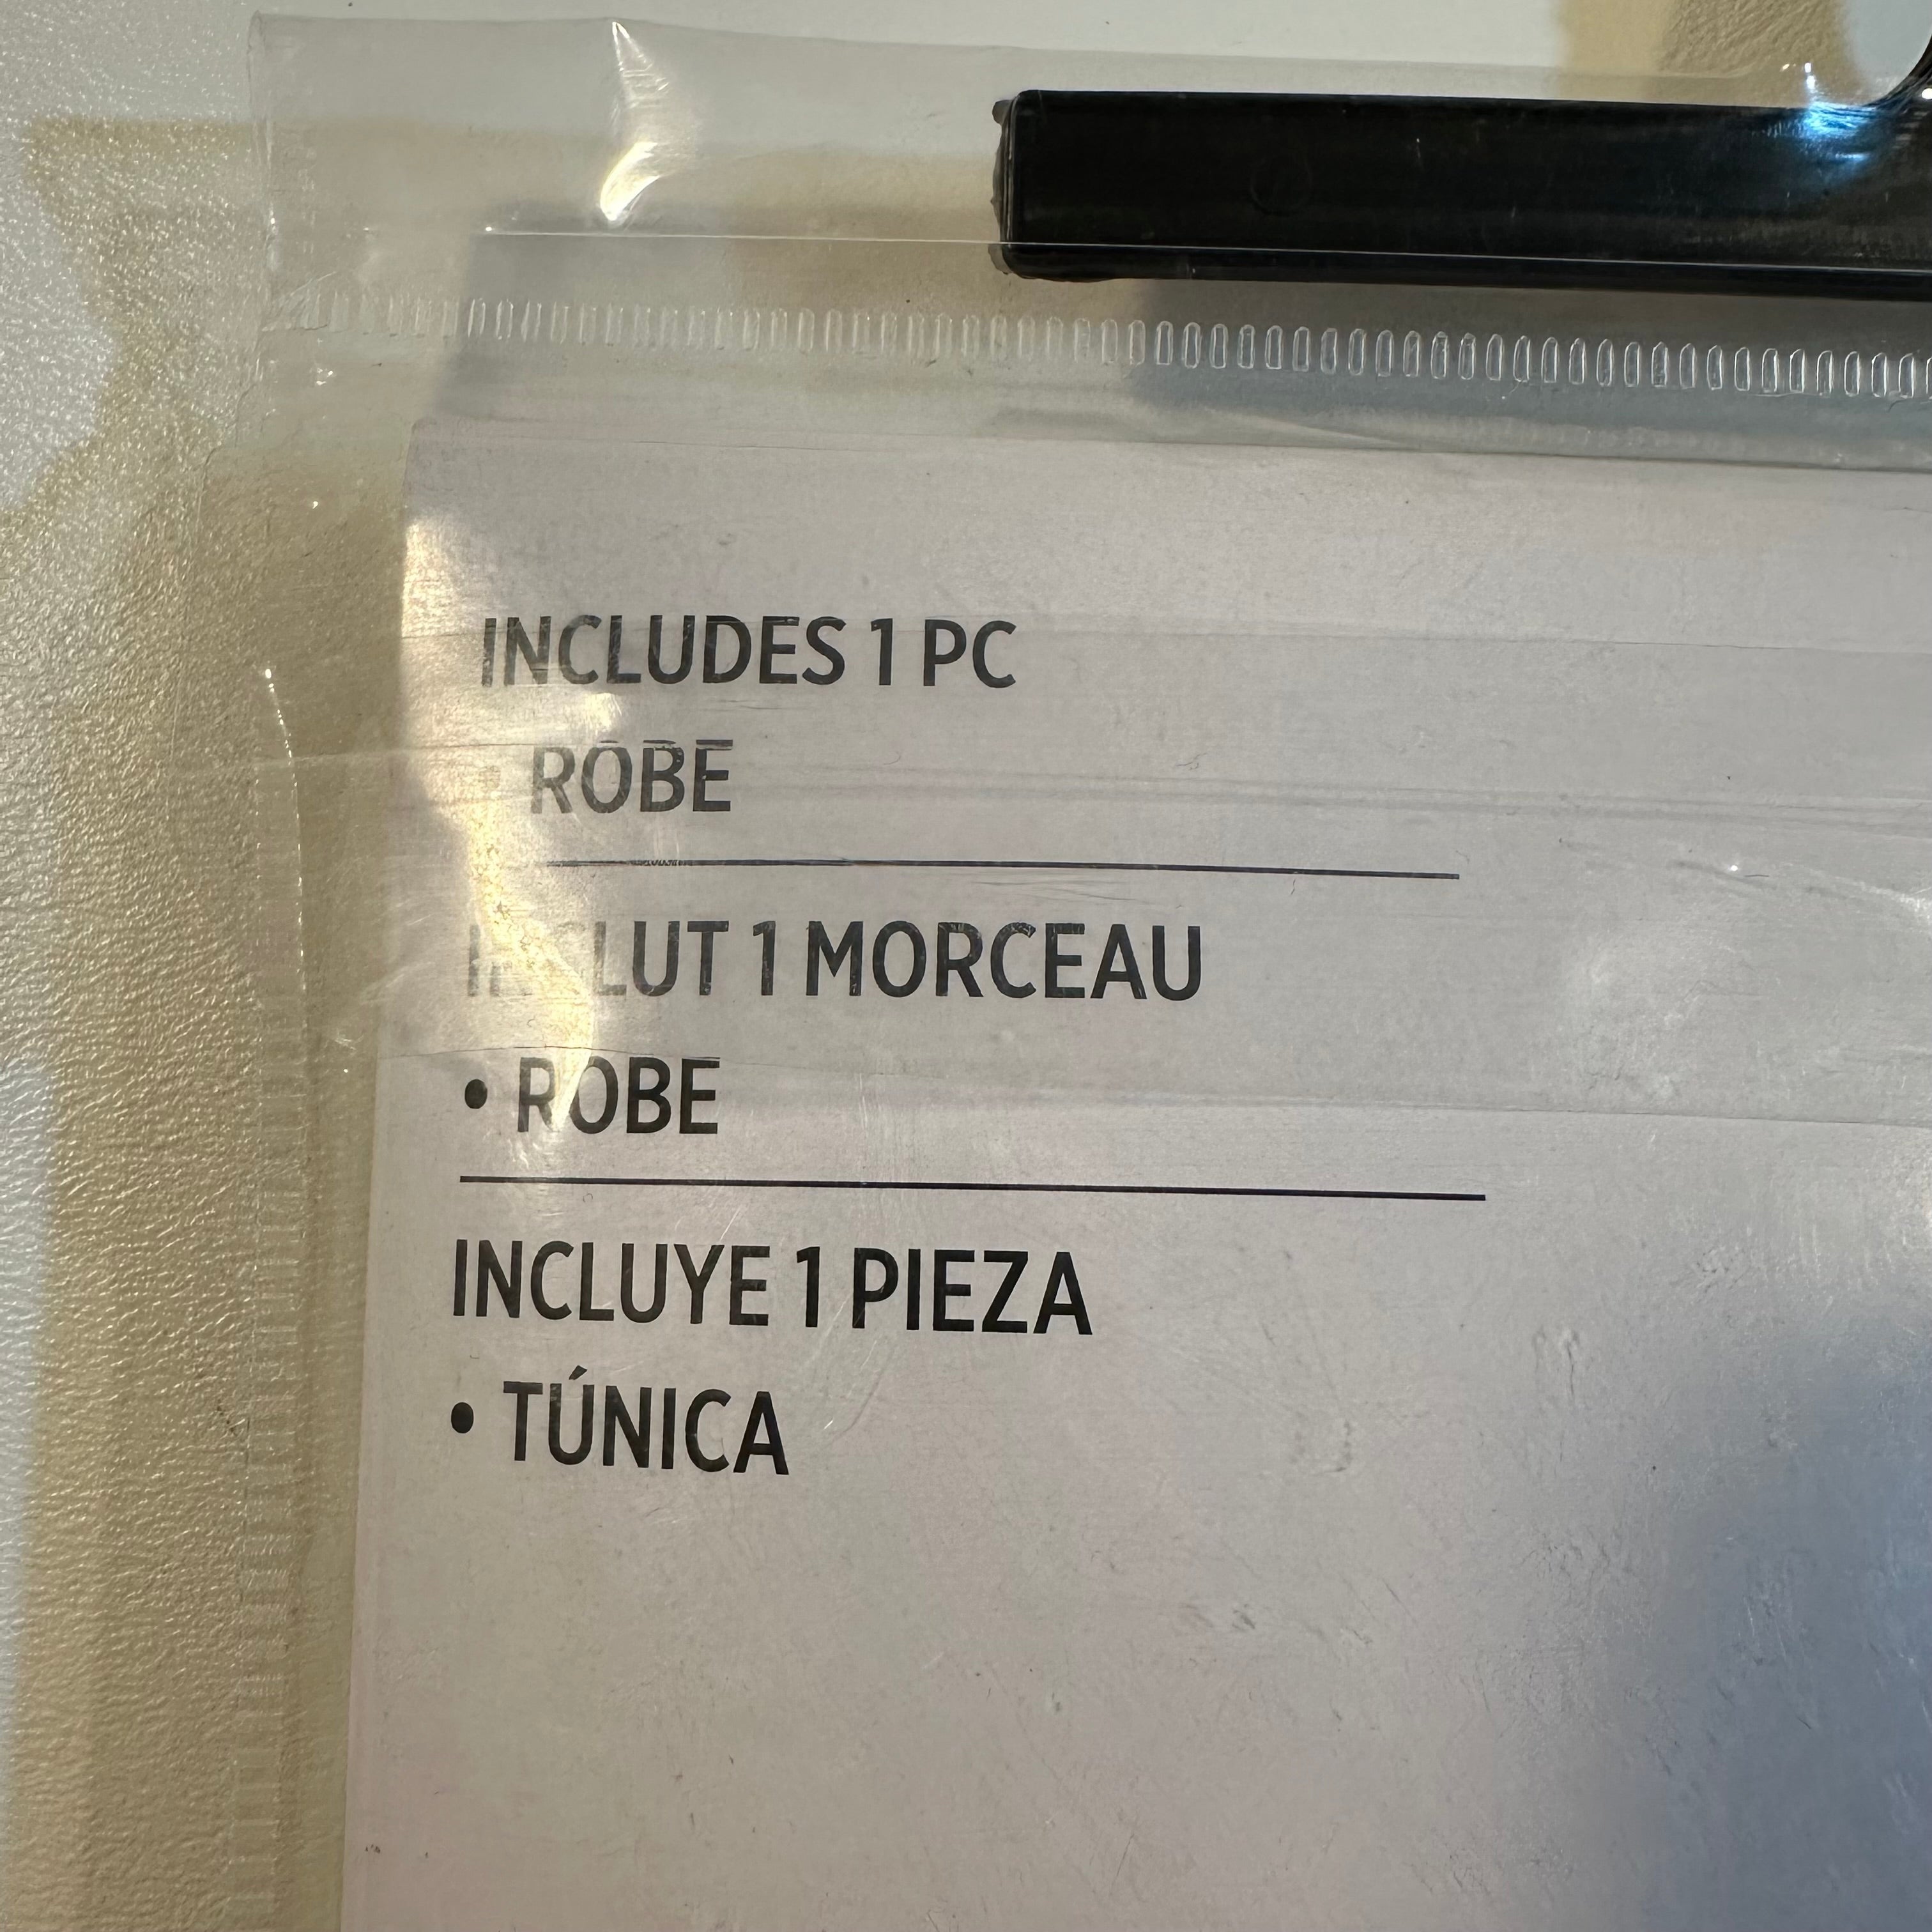 INCLUDES 1 PC
• ROBE
INCLUT 1 MORCEAU
• ROBE
INCLUYE 1 PIEZA
• TÚNICA